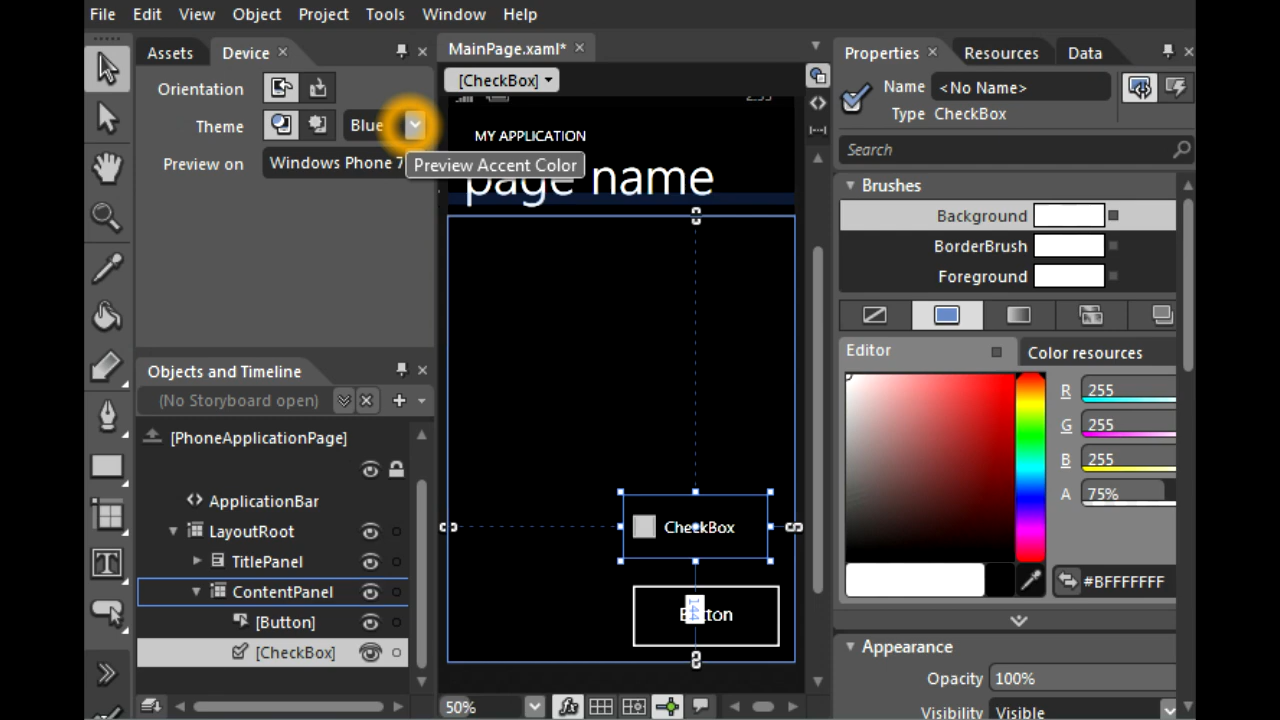 File Edit View Object Project Tools Window Help
Assets Device
Orientation
Theme Blue
Preview on Windows Phone 7
Preview Accent Color
Objects and Timeline
(No Storyboard open)
[PhoneApplicationPage]
ApplicationBar
LayoutRoot
TitlePanel
ContentPanel
[Button]
[CheckBox]
MainPage.xaml*
[CheckBox]
MY APPLICATION
page name
CheckBox
Button
144
50%
Properties Resources Data
Name <No Name>
Type CheckBox
Search
Brushes
Background
BorderBrush
Foreground
Editor Color resources
R 255
G 255
B 255
A 75%
#BFFFFFFF
Appearance
Opacity 100%
Visibility Visible